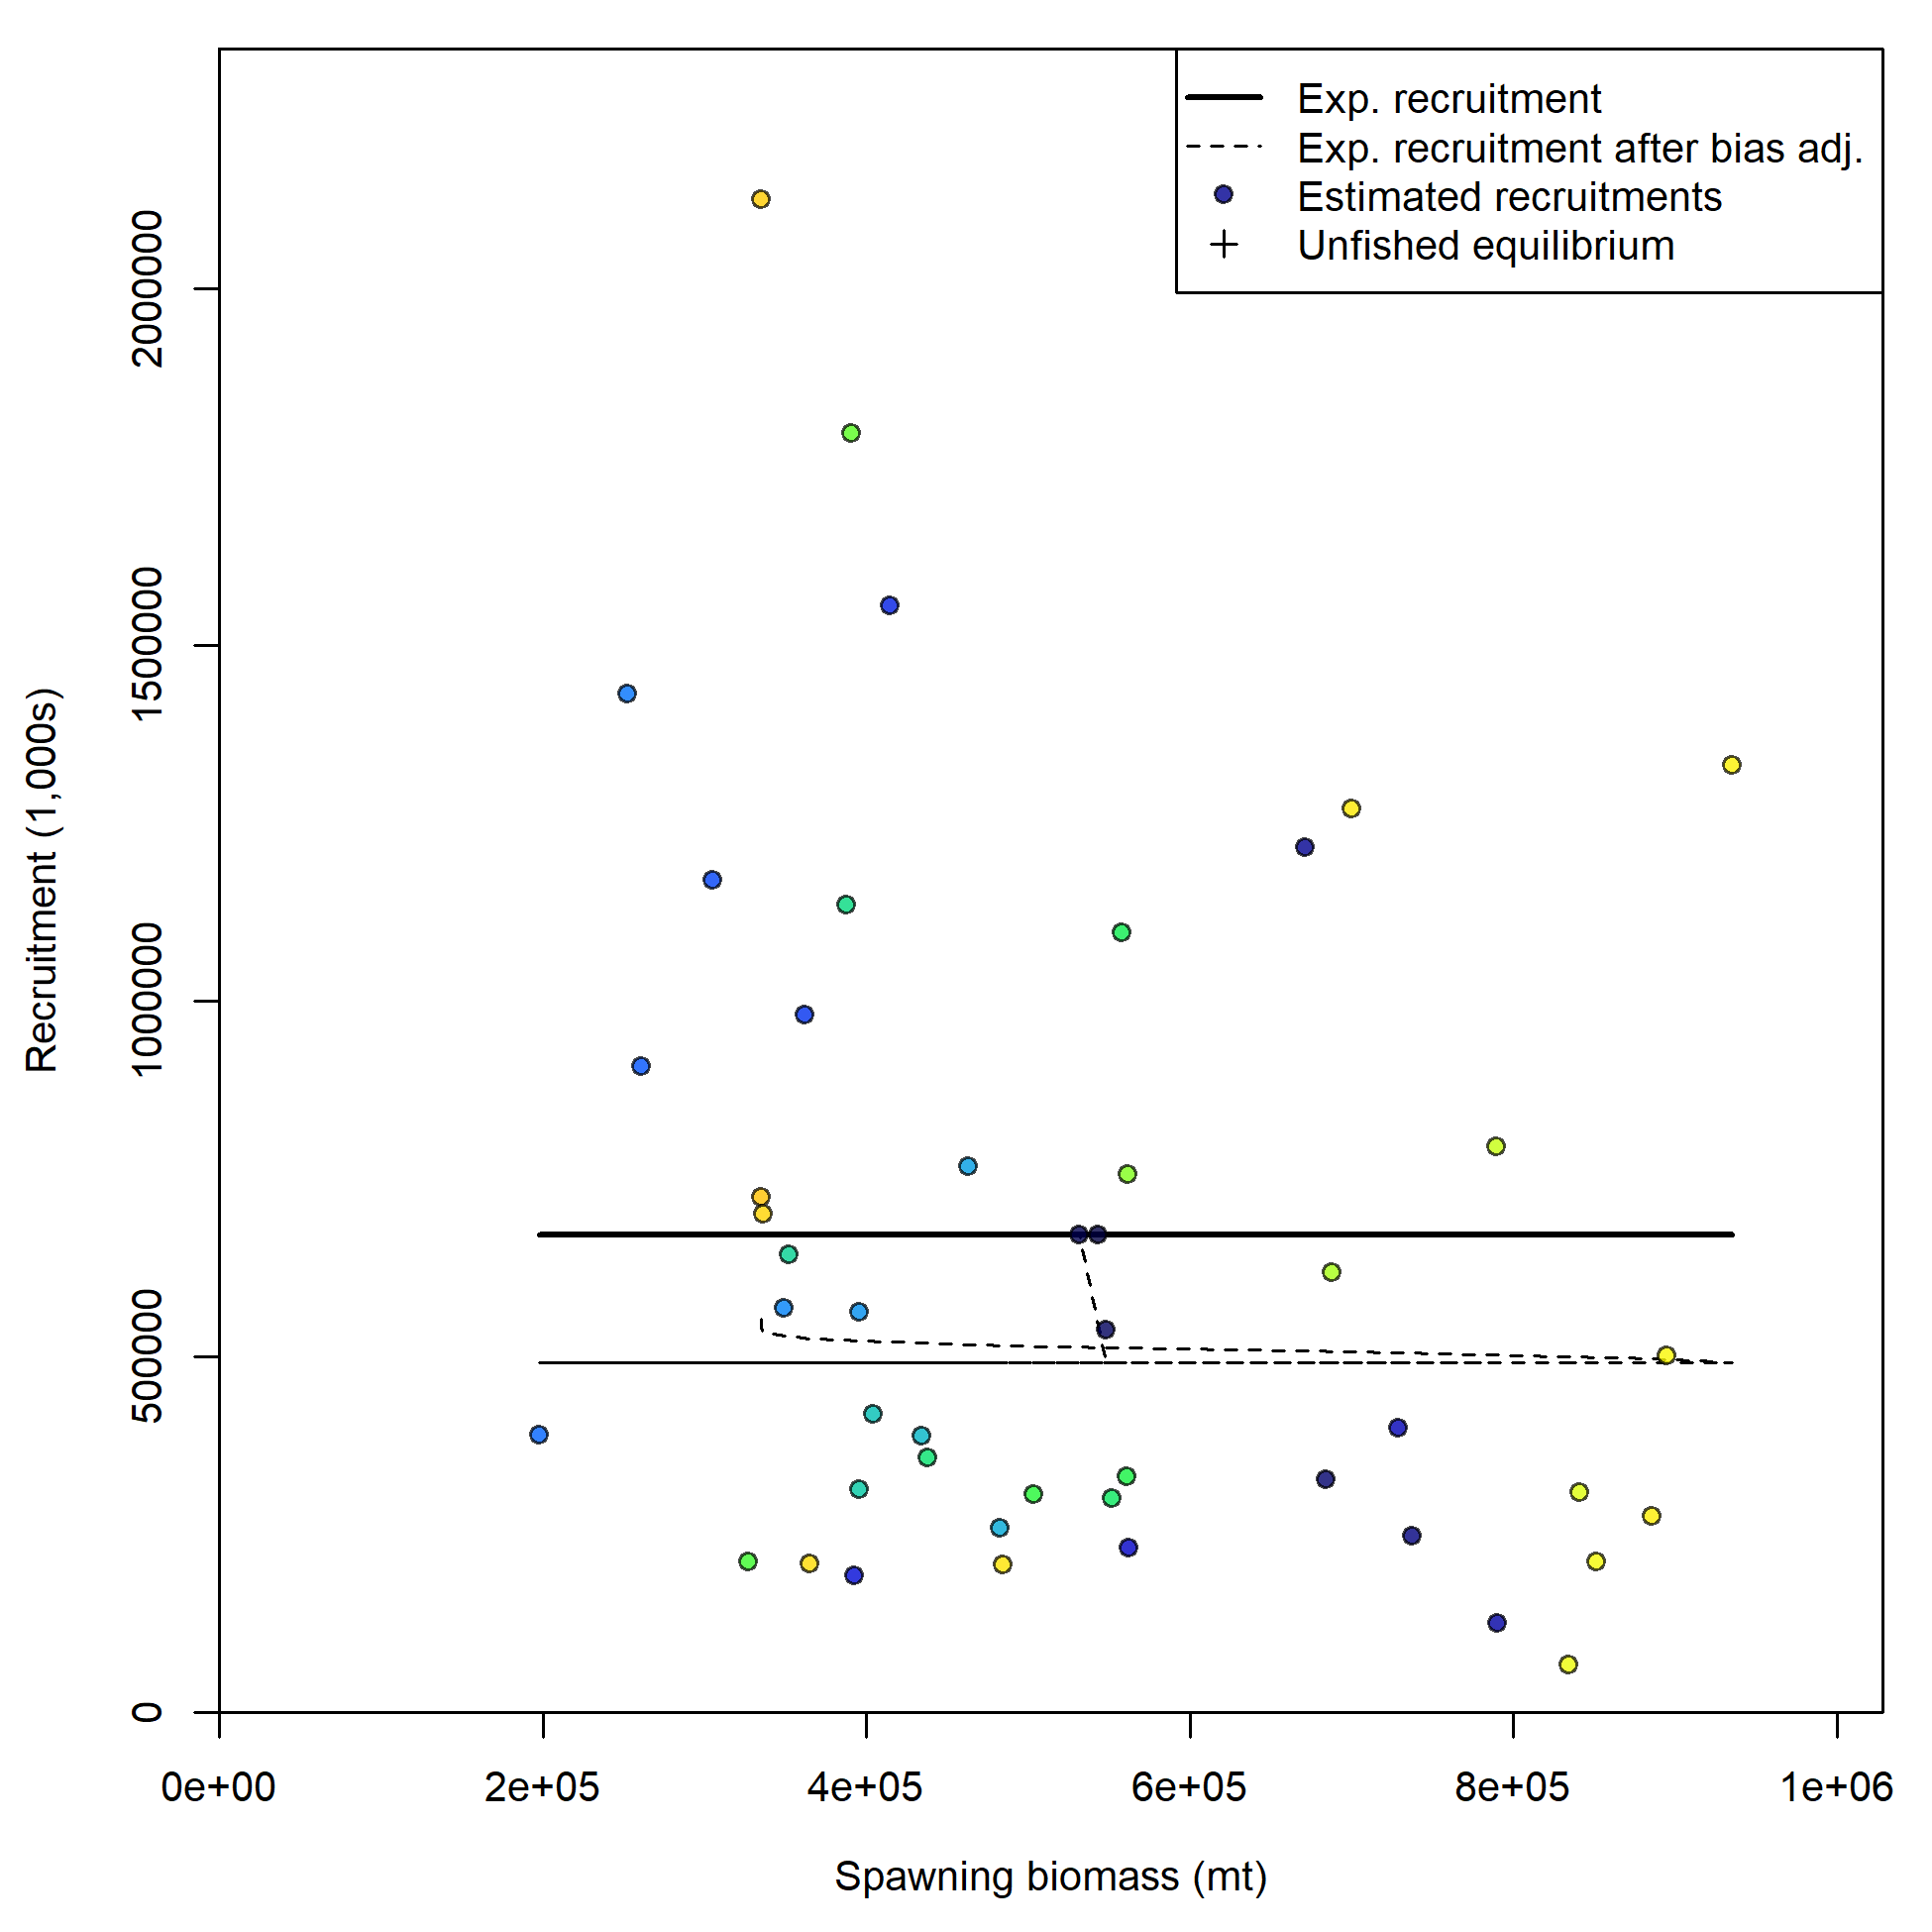 Exp. recruitment
Exp. recruitment after bias adj.
Estimated recruitments
Unfished equilibrium
Recruitment (1,000s)
2000000
1500000
1000000
500000
0
0e+00 2e+05 4e+05 6e+05 8e+05 1e+06
Spawning biomass (mt)